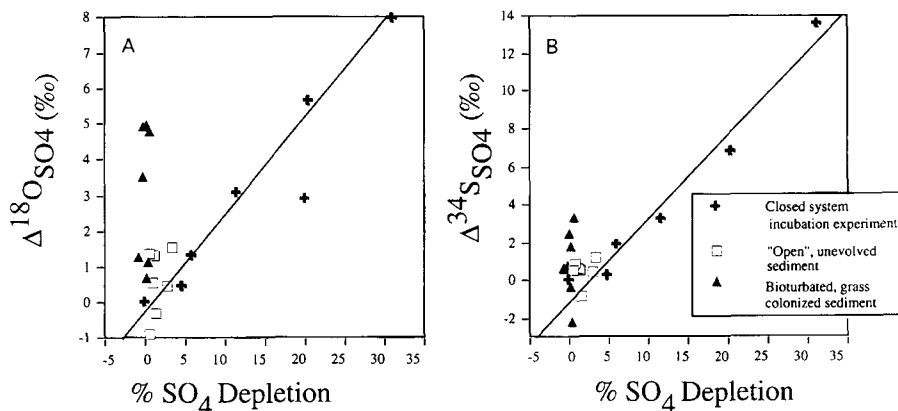 A
8
7
6
5
4
3
2
1
0
-1
Δ18OSO4 (‰)
-5 0 5 10 15 20 25 30 35
% SO4 Depletion
B
14
12
10
8
6
4
2
0
-2
Δ34SSO4 (‰)
-5 0 5 10 15 20 25 30 35
% SO4 Depletion
Closed system
incubation experiment
"Open", unevolved
sediment
Bioturbated, grass
colonized sediment